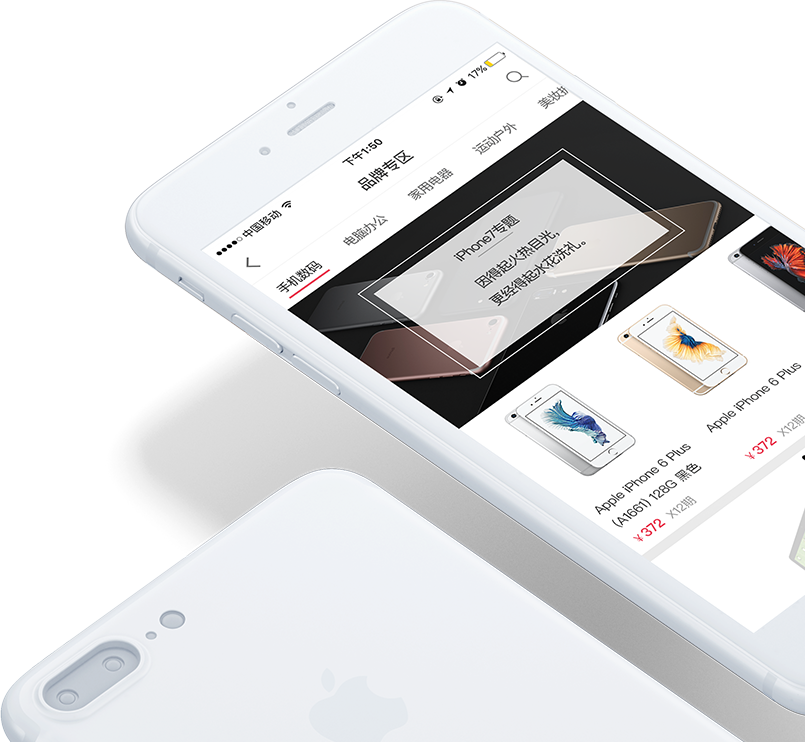 中国移动
下午1:50
17%
品牌专区
手机数码
电脑办公
家用电器
运动户外
美妆
iPhone7专题
因得起火热目光，
更经得起水花洗礼。
Apple iPhone 6 Plus
(A1661) 128G 黑色
¥372 X12期
Apple iPhone 6 Plus
¥372 X12期